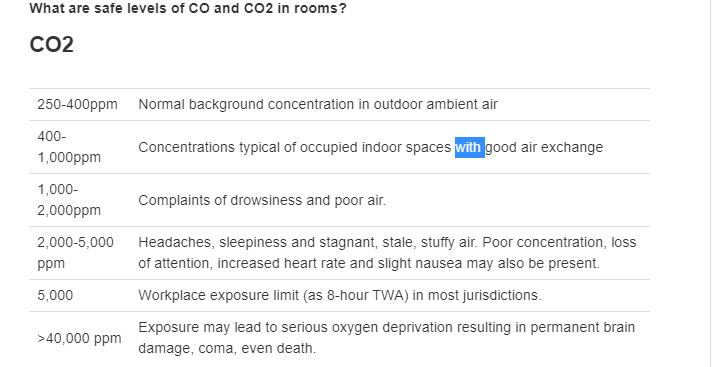 What are safe levels of CO and CO2 in rooms?
CO2
250-400ppm Normal background concentration in outdoor ambient air
400-
1,000ppm Concentrations typical of occupied indoor spaces with good air exchange
1,000-
2,000ppm Complaints of drowsiness and poor air.
2,000-5,000 Headaches, sleepiness and stagnant, stale, stuffy air. Poor concentration, loss
ppm of attention, increased heart rate and slight nausea may also be present.
5,000 Workplace exposure limit (as 8-hour TWA) in most jurisdictions.
>40,000 ppm Exposure may lead to serious oxygen deprivation resulting in permanent brain
damage, coma, even death.